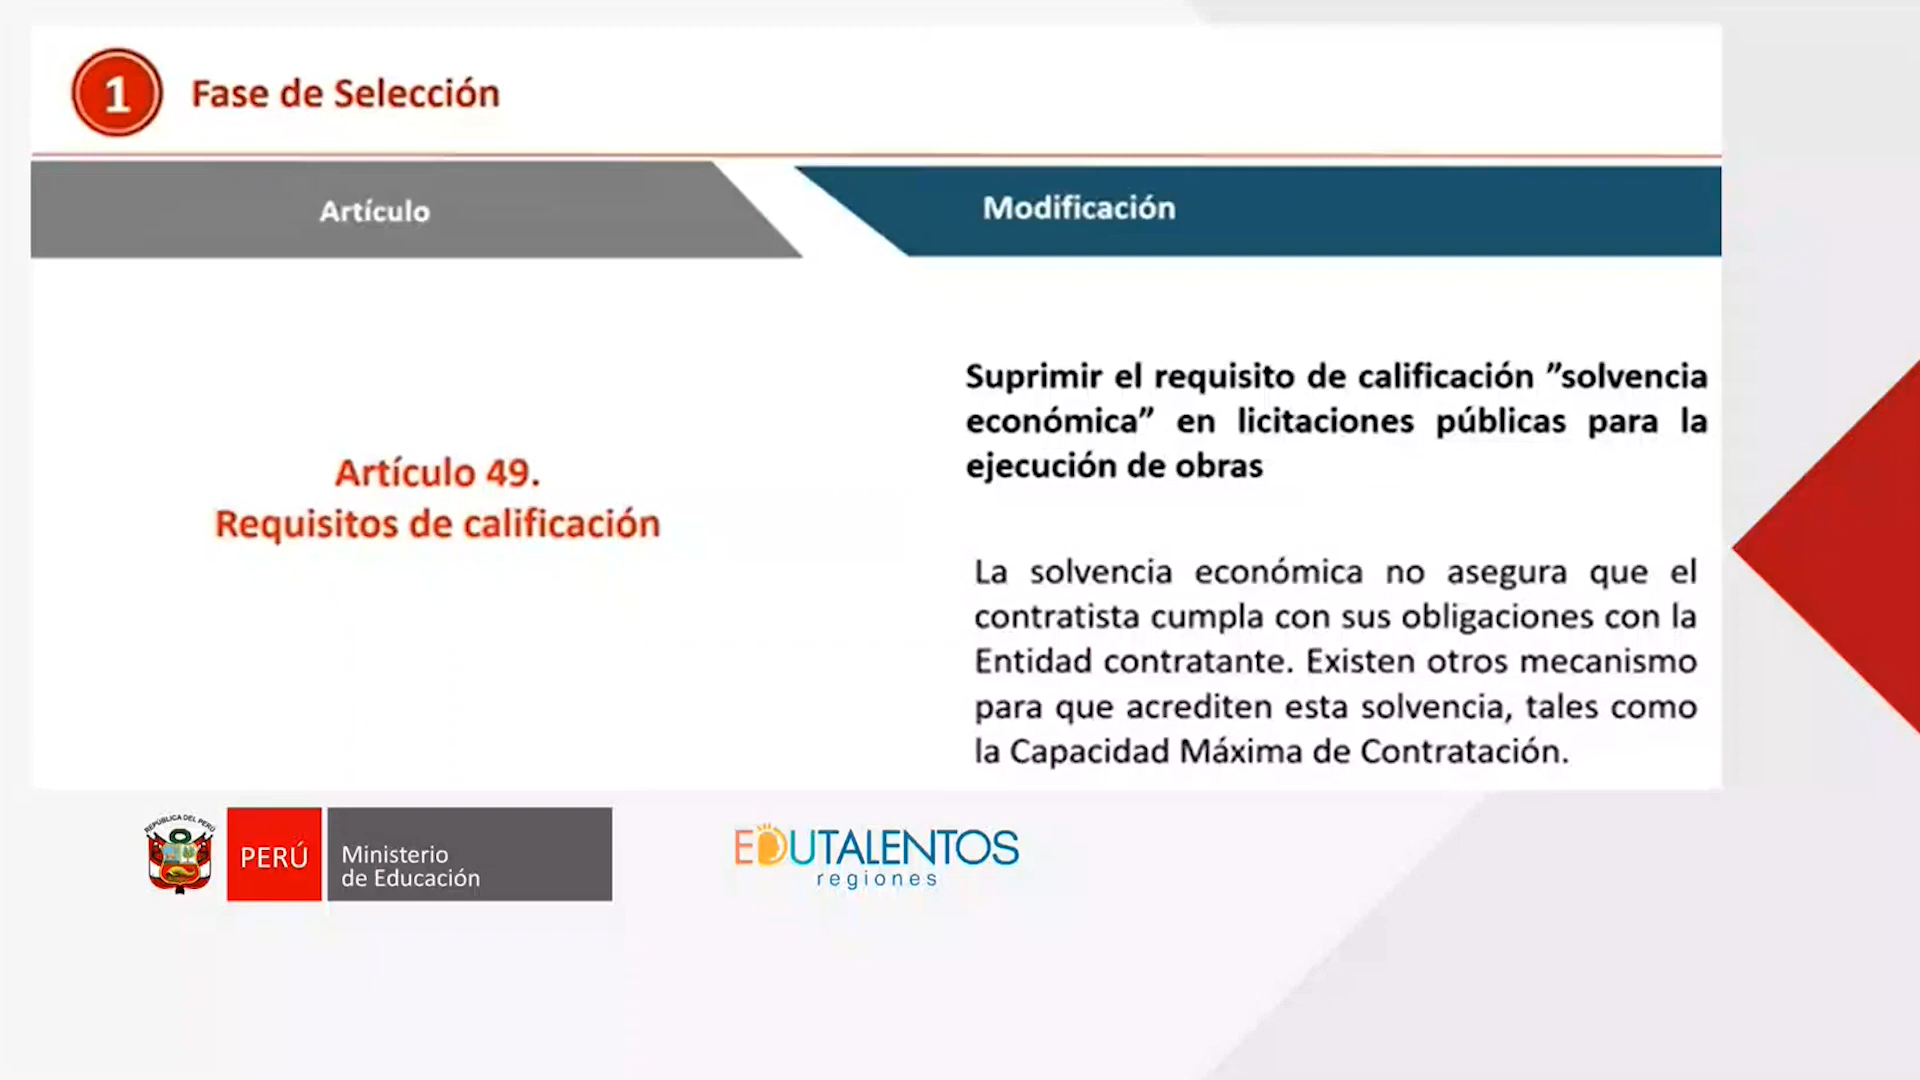 1
Fase de Selección
Artículo
Modificación
Artículo 49.
Requisitos de calificación
Suprimir el requisito de calificación ”solvencia
económica” en licitaciones públicas para la
ejecución de obras
La solvencia económica no asegura que el
contratista cumpla con sus obligaciones con la
Entidad contratante. Existen otros mecanismo
para que acrediten esta solvencia, tales como
la Capacidad Máxima de Contratación.
REPÚBLICA DEL PERÚ
PERÚ
Ministerio
de Educación
EDUTALENTOS
regiones